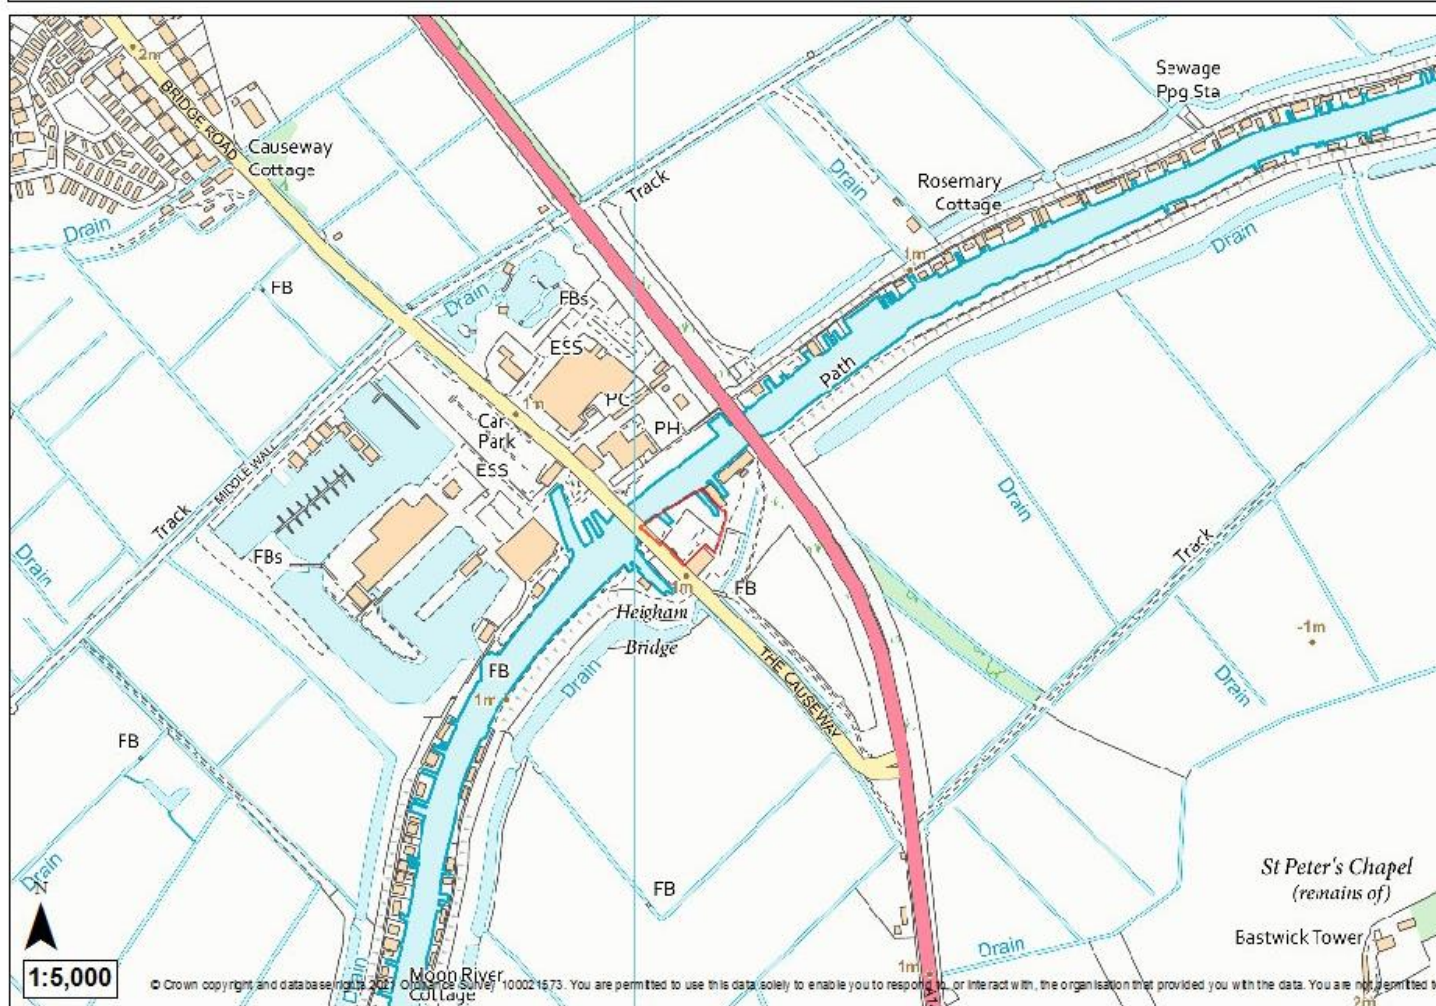 2m
BRIDGE ROAD
Causeway
Cottage
Drain
FB
Track
Sewage
Ppg Sta
Drain
Rosemary
Cottage
1m
Drain
Drain
FBs
ESS
1m
PC
PH
Car
Park
ESS
Path
MIDDLE WALL
Track
Drain
FBs
Drain
Track
FB
1m
Heigham
Bridge
THE CAUSEWAY
-1m
Drain
FB
1m
Drain
FB
Drain
FB
St Peter's Chapel
(remains of)
Eastwick Tower
Drain
1m
2m
Moon River
Cottage
Drain
N
1:5,000
© Crown copyright and database rights Ordnance Survey 100021573. You are permitted to use this data solely to enable you to respond to, or interact with, the organisation that provided you with the data. You are not permitted